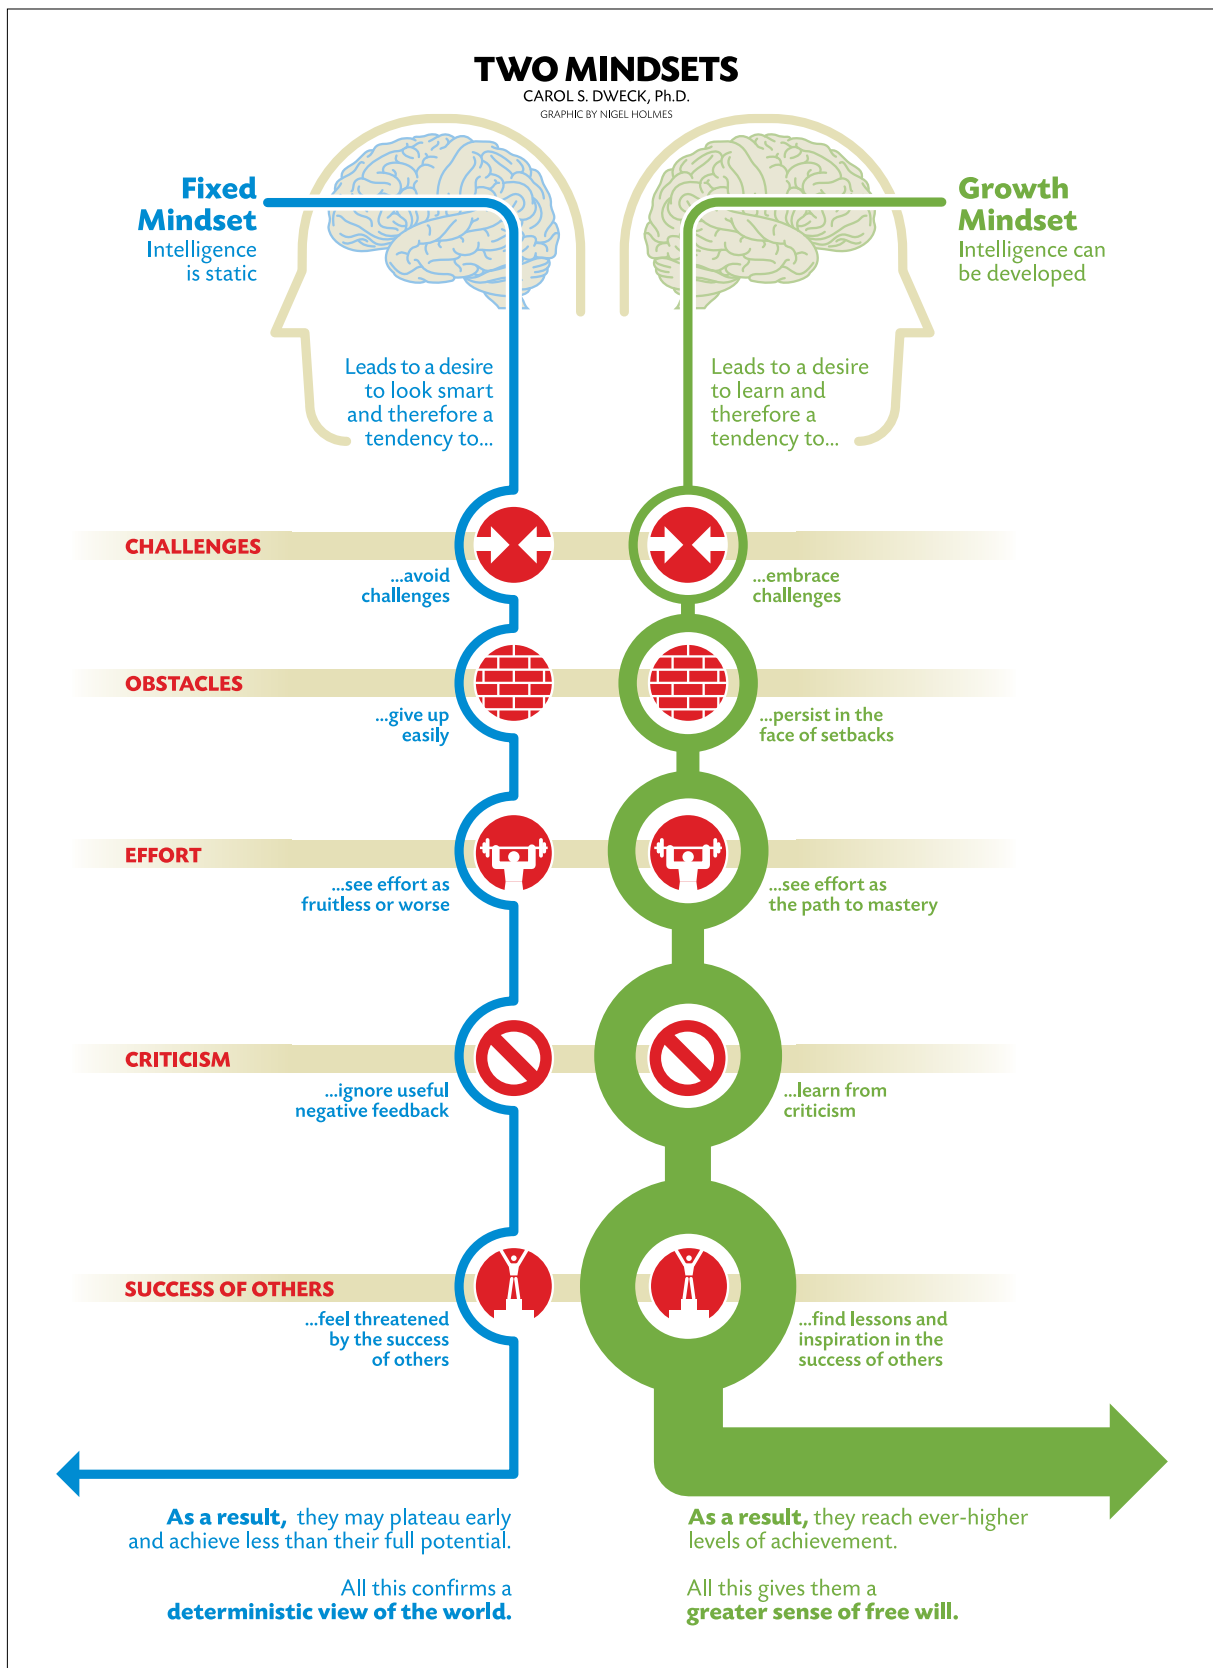 TWO MINDSETS
CAROL S. DWECK, Ph.D.
GRAPHIC BY NIGEL HOLMES
Fixed
Mindset
Intelligence
is static
Growth
Mindset
Intelligence can
be developed
Leads to a desire
to look smart
and therefore a
tendency to...
Leads to a desire
to learn and
therefore a
tendency to...
CHALLENGES
...avoid
challenges
...embrace
challenges
OBSTACLES
...give up
easily
...persist in the
face of setbacks
EFFORT
...see effort as
fruitless or worse
...see effort as
the path to mastery
CRITICISM
...ignore useful
negative feedback
...learn from
criticism
SUCCESS OF OTHERS
...feel threatened
by the success
of others
...find lessons and
inspiration in the
success of others
As a result, they may plateau early
and achieve less than their full potential.
All this confirms a
deterministic view of the world.
As a result, they reach ever-higher
levels of achievement.
All this gives them a
greater sense of free will.